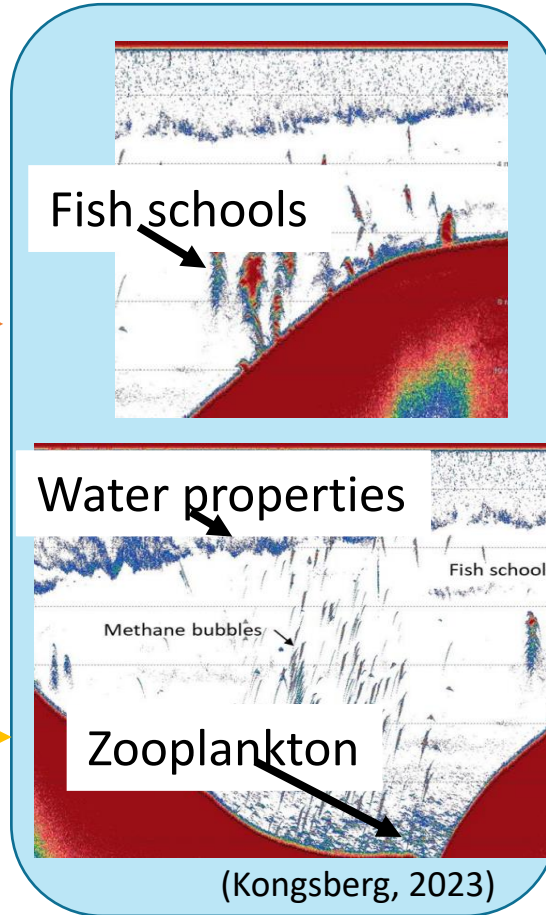 Fish schools
Water properties
Fish school
Methane bubbles
Zooplankton
(Kongsberg, 2023)